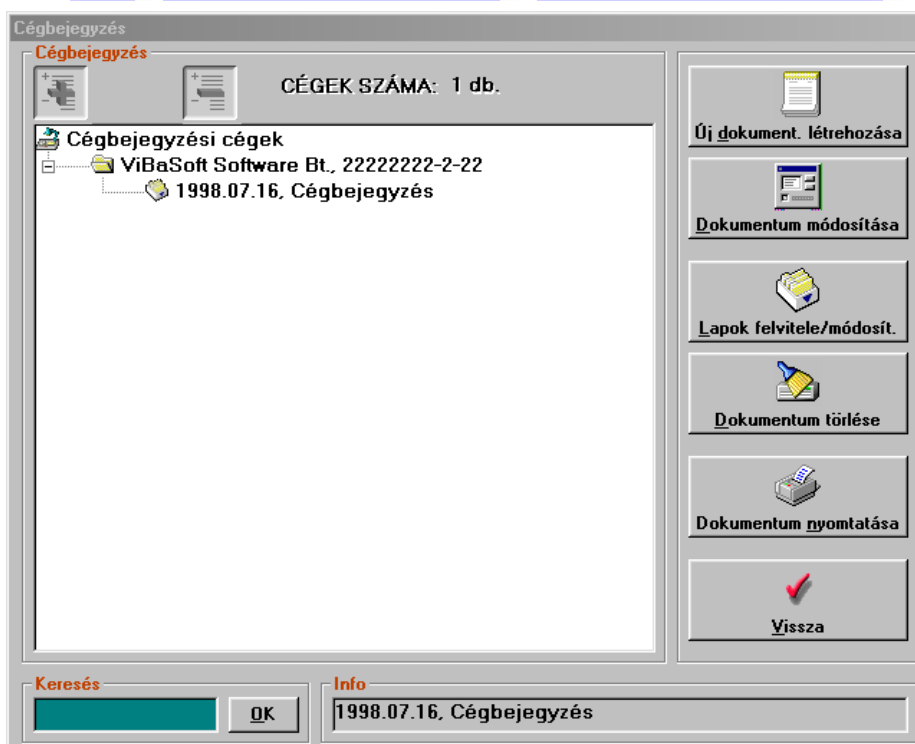 Cégbejegyzés
Cégbejegyzés
CÉGEK SZÁMA: 1 db.
Cégbejegyzési cégek
ViBaSoft Software Bt., 22222222-2-22
1998.07.16, Cégbejegyzés
Új dokument. létrehozása
Dokumentum módosítása
Lapok felvitele/módosít.
Dokumentum törlése
Dokumentum nyomtatása
Vissza
Keresés
OK
Info
1998.07.16, Cégbejegyzés